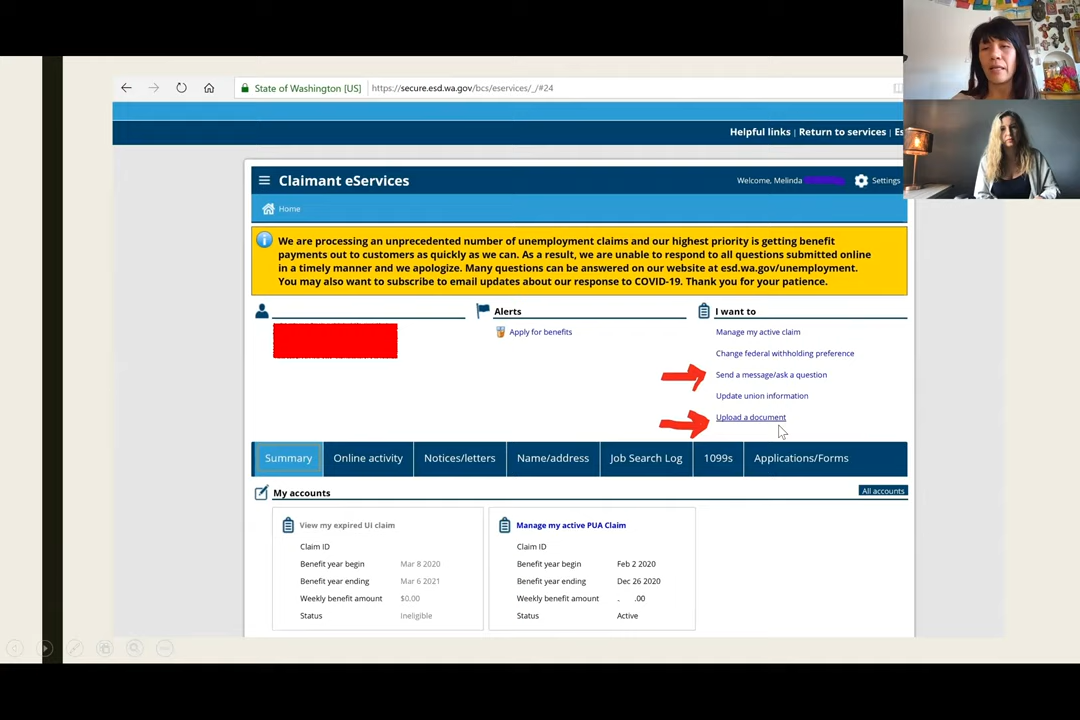 State of Washington [US] https://secure.esd.wa.gov/bcs/eservices/_/#24
Helpful links | Return to services | Es
Claimant eServices
Welcome, Melinda
Settings
Home
We are processing an unprecedented number of unemployment claims and our highest priority is getting benefit
payments out to customers as quickly as we can. As a result, we are unable to respond to all questions submitted online
in a timely manner and we apologize. Many questions can be answered on our website at esd.wa.gov/unemployment.
You may also want to subscribe to email updates about our response to COVID-19. Thank you for your patience.
Alerts
Apply for benefits
I want to
Manage my active claim
Change federal withholding preference
Send a message/ask a question
Update union information
Upload a document
Summary Online activity Notices/letters Name/address Job Search Log 1099s Applications/Forms
My accounts
All accounts
View my expired UI claim
Claim ID
Benefit year begin Mar 8 2020
Benefit year ending Mar 6 2021
Weekly benefit amount $0.00
Status Ineligible
Manage my active PUA Claim
Claim ID
Benefit year begin Feb 2 2020
Benefit year ending Dec 26 2020
Weekly benefit amount .00
Status Active